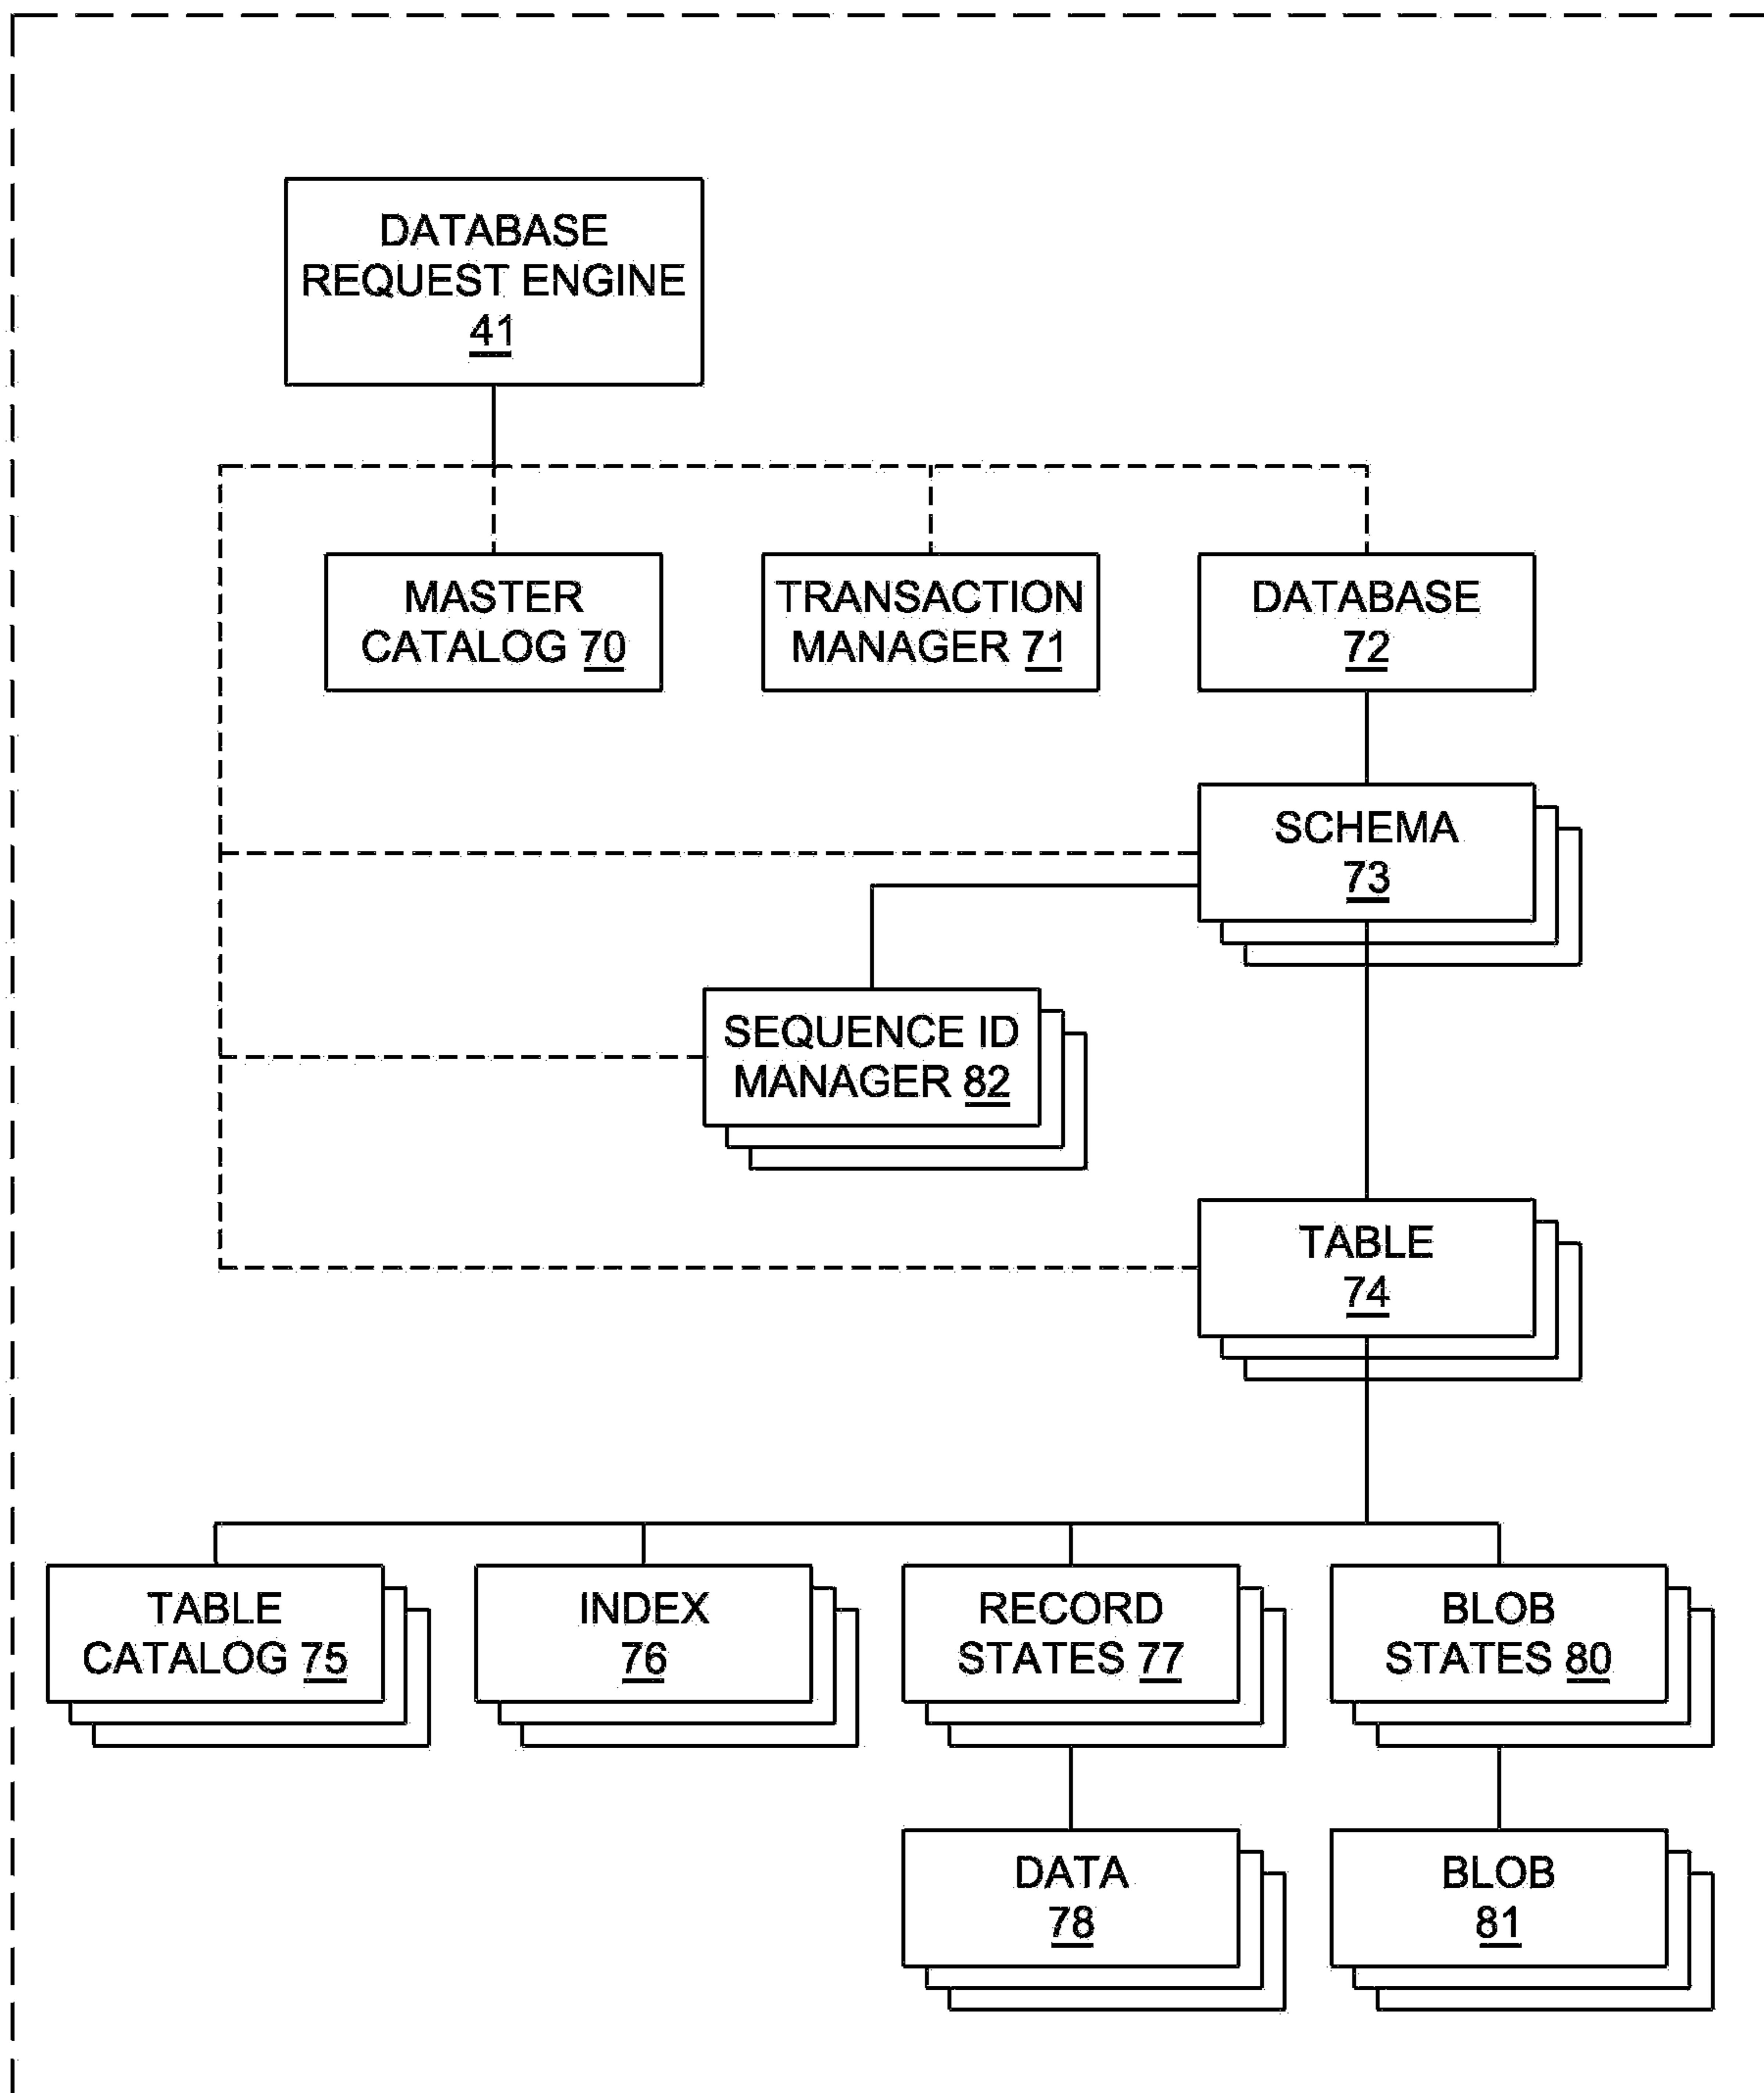 DATABASE
REQUEST ENGINE
41
MASTER
CATALOG 70
TRANSACTION
MANAGER 71
DATABASE
72
SCHEMA
73
SEQUENCE ID
MANAGER 82
TABLE
74
TABLE
CATALOG 75
INDEX
76
RECORD
STATES 77
BLOB
STATES 80
DATA
78
BLOB
81